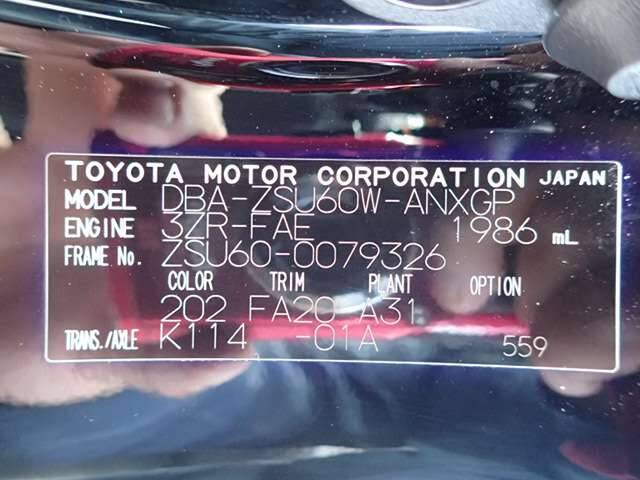 TOYOTA MOTOR CORPORATION JAPAN
MODEL DBA-ZSU60W-ANXGP
ENGINE 3ZR-FAE 1986 mL
FRAME No. ZSU60-0079326
COLOR TRIM PLANT OPTION
202 FA20 A31
TRANS./AXLE K114 -01A 559